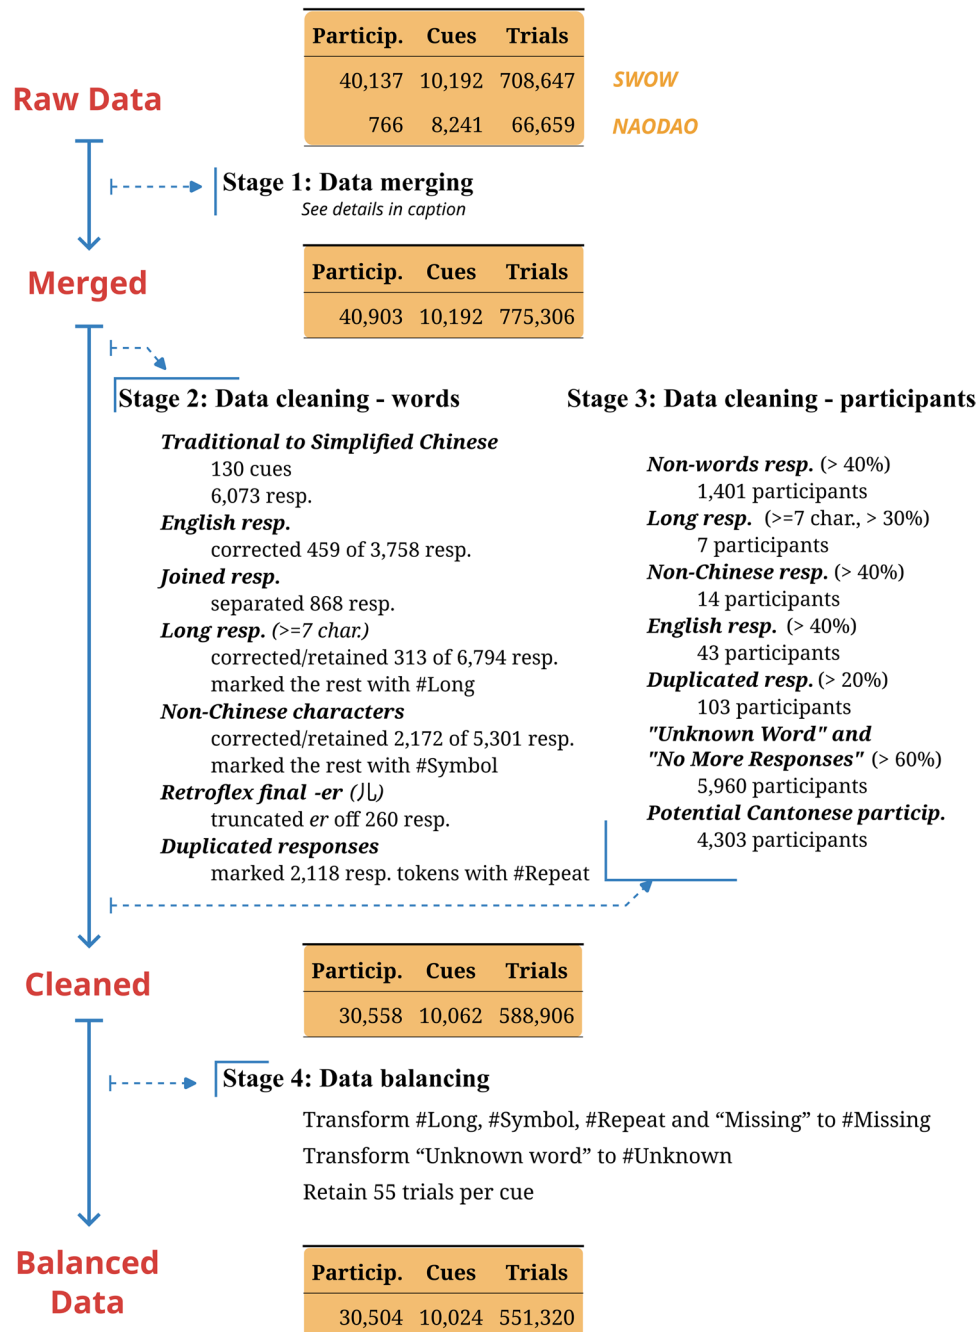 Particip. Cues Trials
40,137 10,192 708,647 SWOW
Raw Data
766 8,241 66,659 NAODAO
Stage 1: Data merging
See details in caption
Particip. Cues Trials
Merged
40,903 10,192 775,306
Stage 2: Data cleaning - words
Traditional to Simplified Chinese
130 cues
6,073 resp.
English resp.
corrected 459 of 3,758 resp.
Joined resp.
separated 868 resp.
Long resp. (>=7 char.)
corrected/retained 313 of 6,794 resp.
marked the rest with #Long
Non-Chinese characters
corrected/retained 2,172 of 5,301 resp.
marked the rest with #Symbol
Retroflex final -er (儿)
truncated er off 260 resp.
Duplicated responses
marked 2,118 resp. tokens with #Repeat
Stage 3: Data cleaning - participants
Non-words resp. (> 40%)
1,401 participants
Long resp. (>=7 char., > 30%)
7 participants
Non-Chinese resp. (> 40%)
14 participants
English resp. (> 40%)
43 participants
Duplicated resp. (> 20%)
103 participants
"Unknown Word" and
"No More Responses" (> 60%)
5,960 participants
Potential Cantonese particip.
4,303 participants
Particip. Cues Trials
Cleaned
30,558 10,062 588,906
Stage 4: Data balancing
Transform #Long, #Symbol, #Repeat and “Missing” to #Missing
Transform “Unknown word” to #Unknown
Retain 55 trials per cue
Balanced
Data
Particip. Cues Trials
30,504 10,024 551,320